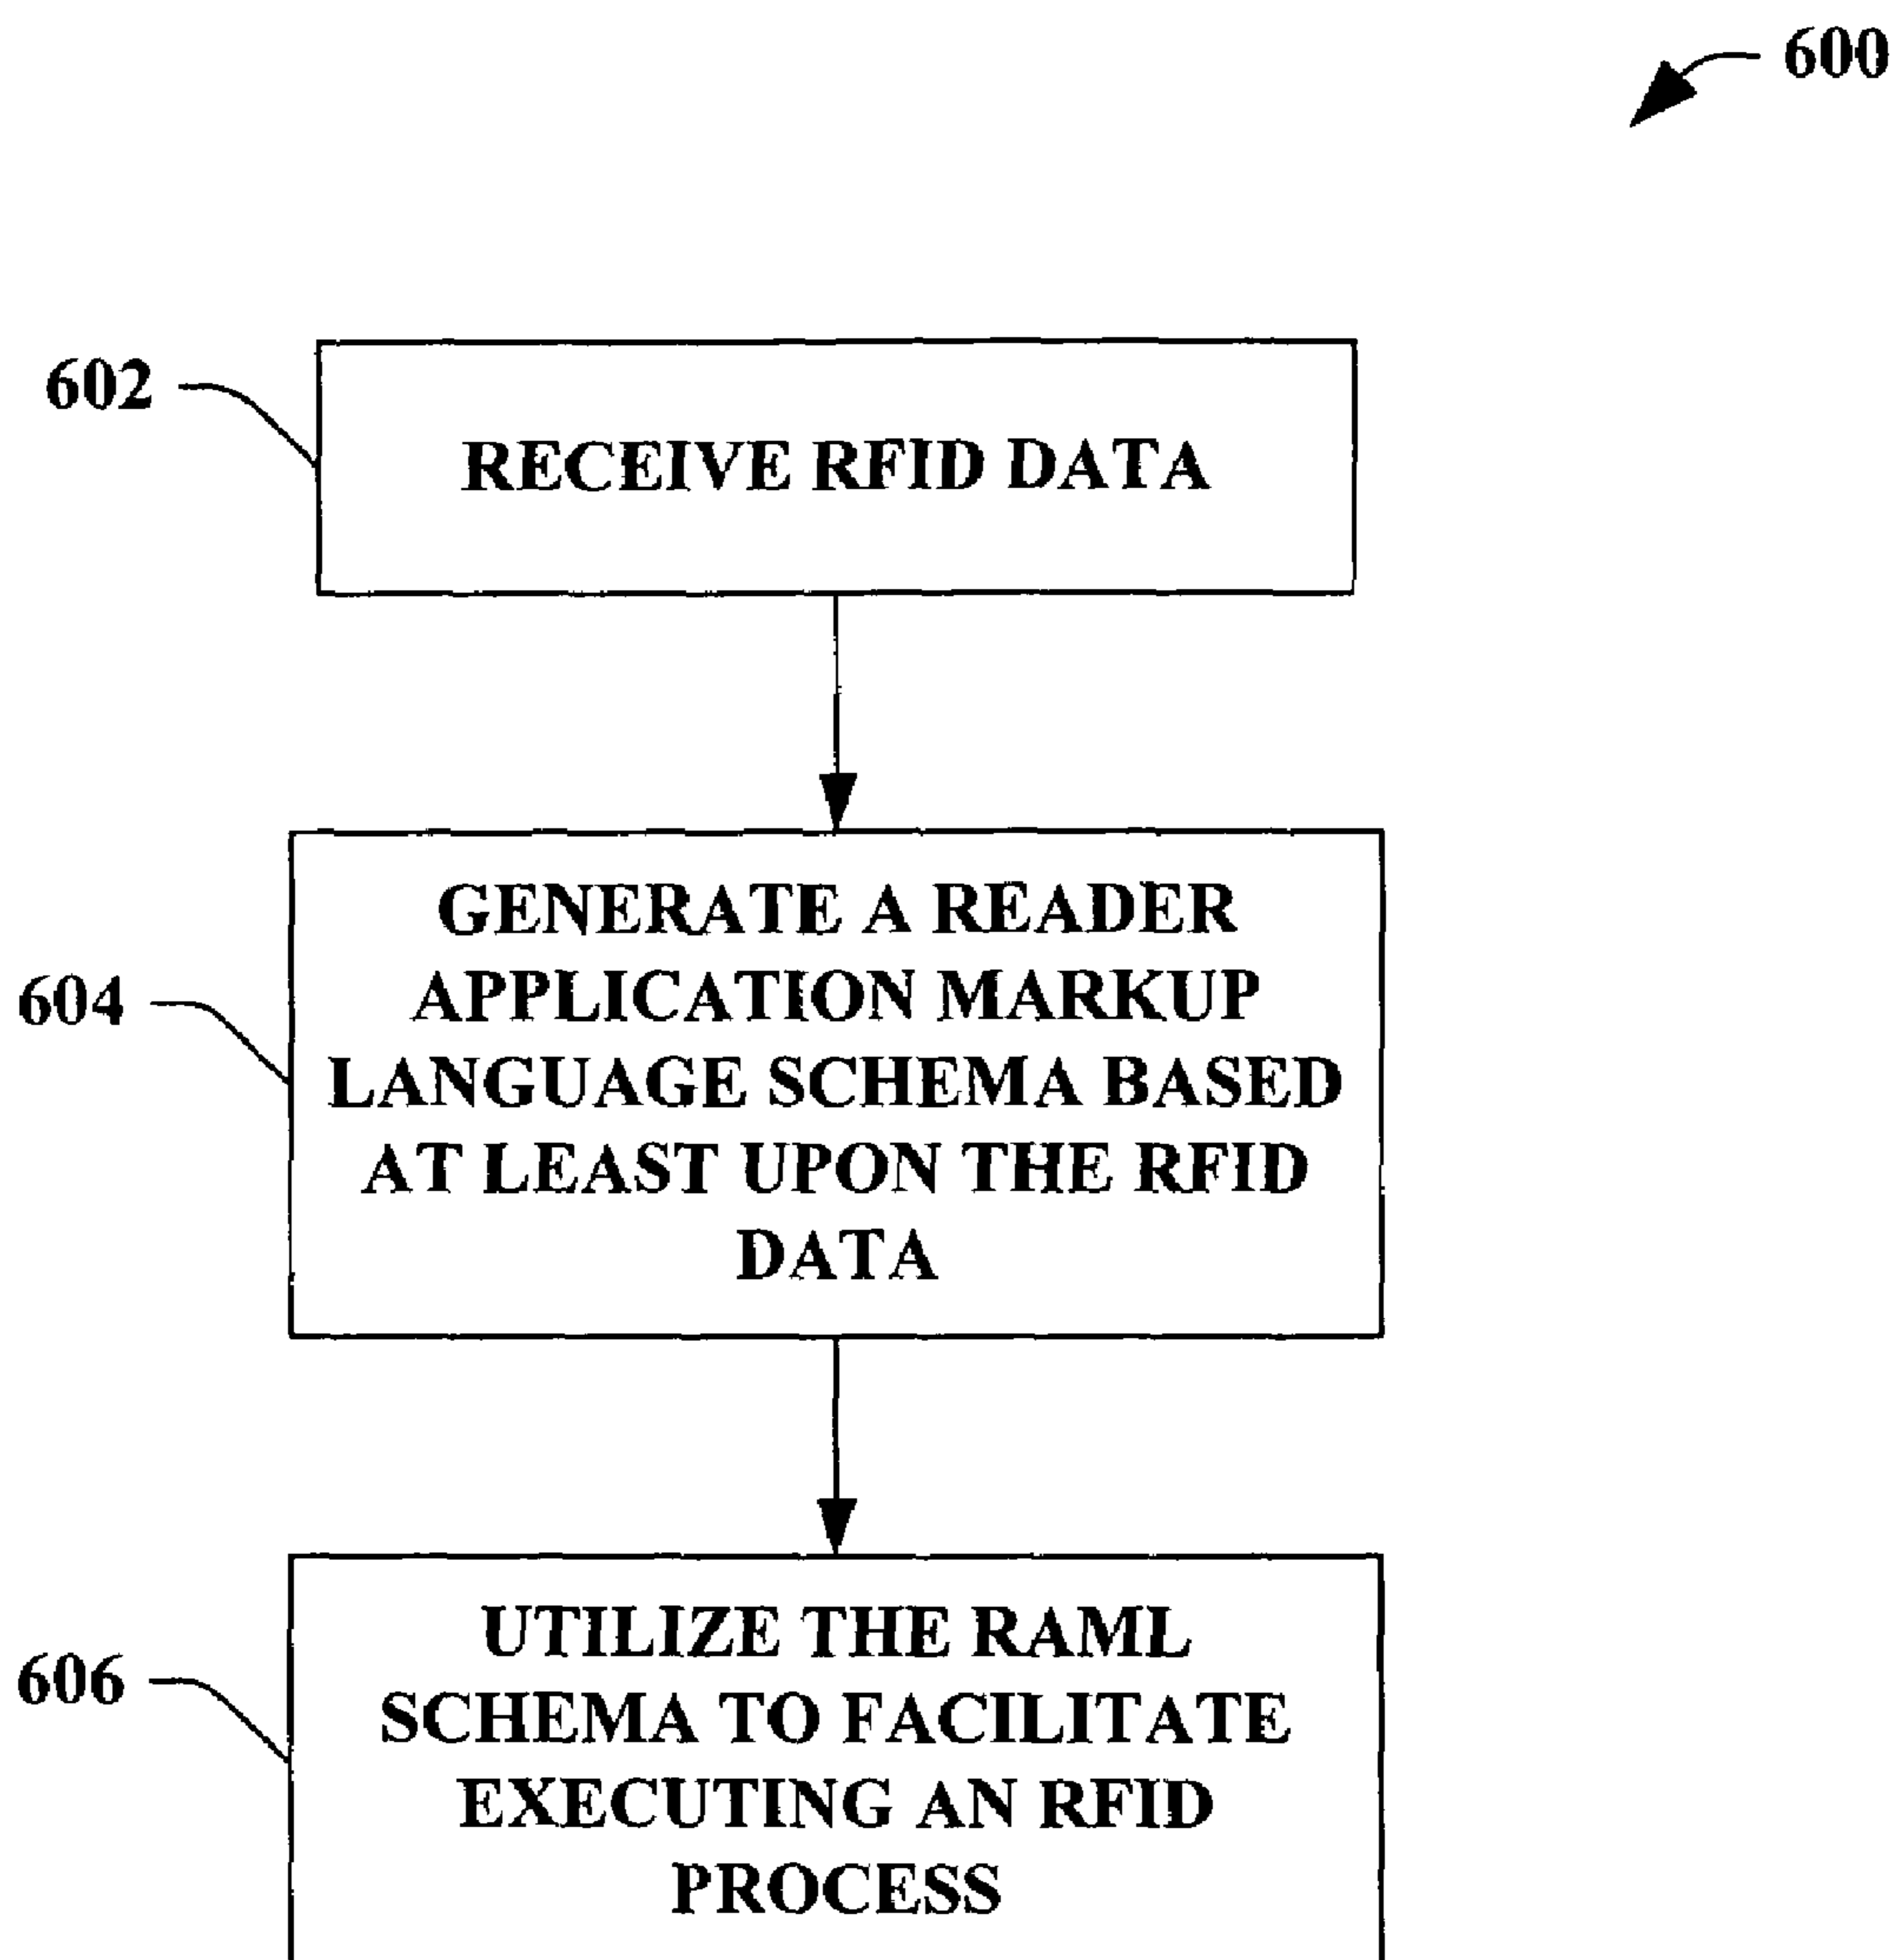 600
602
RECEIVE RFID DATA
604
GENERATE A READER
APPLICATION MARKUP
LANGUAGE SCHEMA BASED
AT LEAST UPON THE RFID
DATA
606
UTILIZE THE RAML
SCHEMA TO FACILITATE
EXECUTING AN RFID
PROCESS